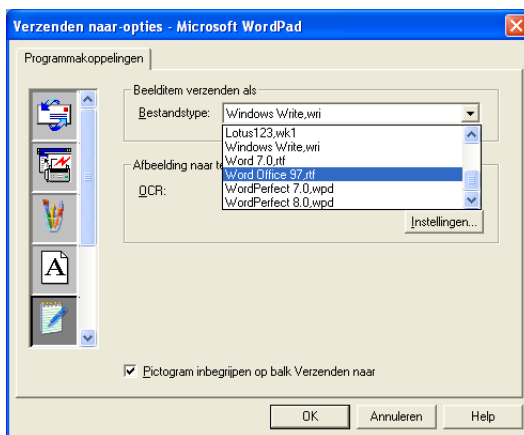 Verzenden naar-opties - Microsoft WordPad
Programmakoppelingen
Beelditem verzenden als
Bestandstype: Windows Write,wri
Lotus123,wk1
Windows Write,wri
Word 7.0,rtf
Afbeelding naar te
Word Office 97,rtf
OCR:
WordPerfect 7.0,wpd
WordPerfect 8.0,wpd
Instellingen...
A
Pictogram inbegrijpen op balk Verzenden naar
OK Annuleren Help